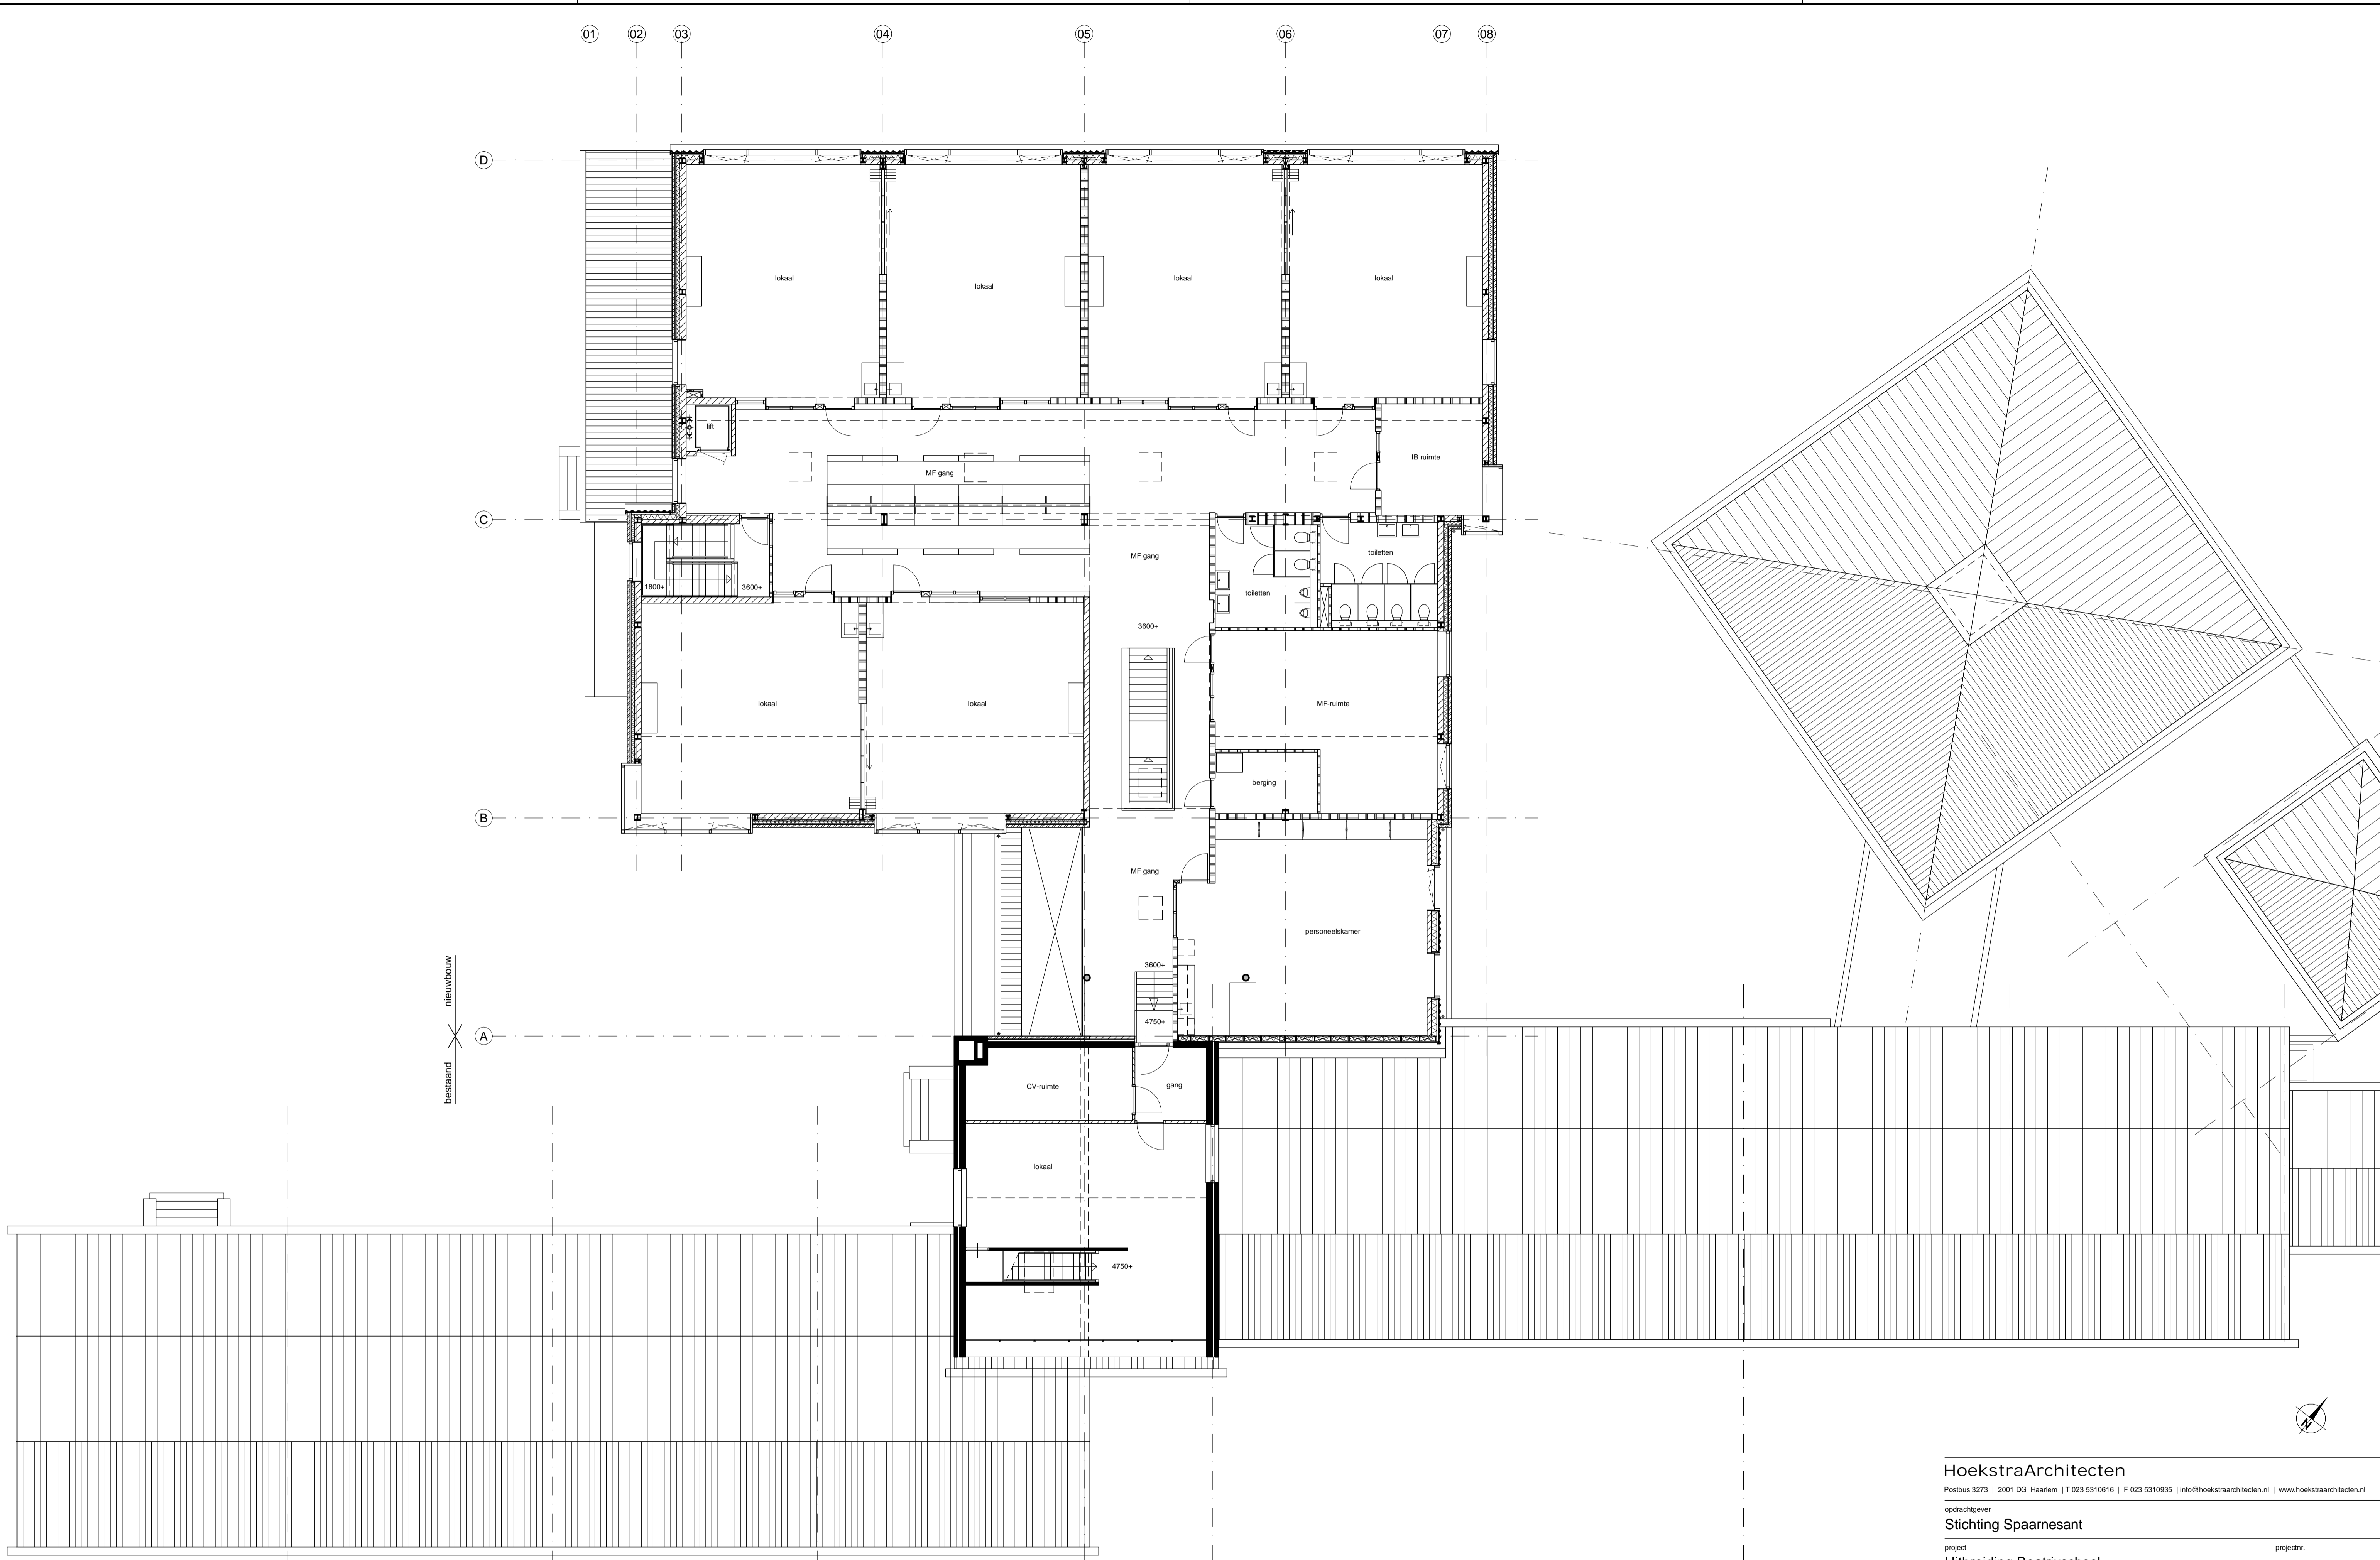 01 02 03 04 05 06 07 08
D
lokaal lokaal lokaal lokaal
lift
MF gang
IB ruimte
C
MF gang
toiletten
1800+ 3600+
toiletten
3600+
lokaal lokaal MF-ruimte
berging
B
MF gang
personeelskamer
3600+
nieuwbouw
4750+
A
bestaand
CV-ruimte gang
lokaal
4750+
N
HoekstraArchitecten
Postbus 3273 | 2001 DG Haarlem | T 023 5310616 | F 023 5310935 | info@hoekstraarchitecten.nl | www.hoekstraarchitecten.nl
opdrachtgever
Stichting Spaarnesant
project projectnr.